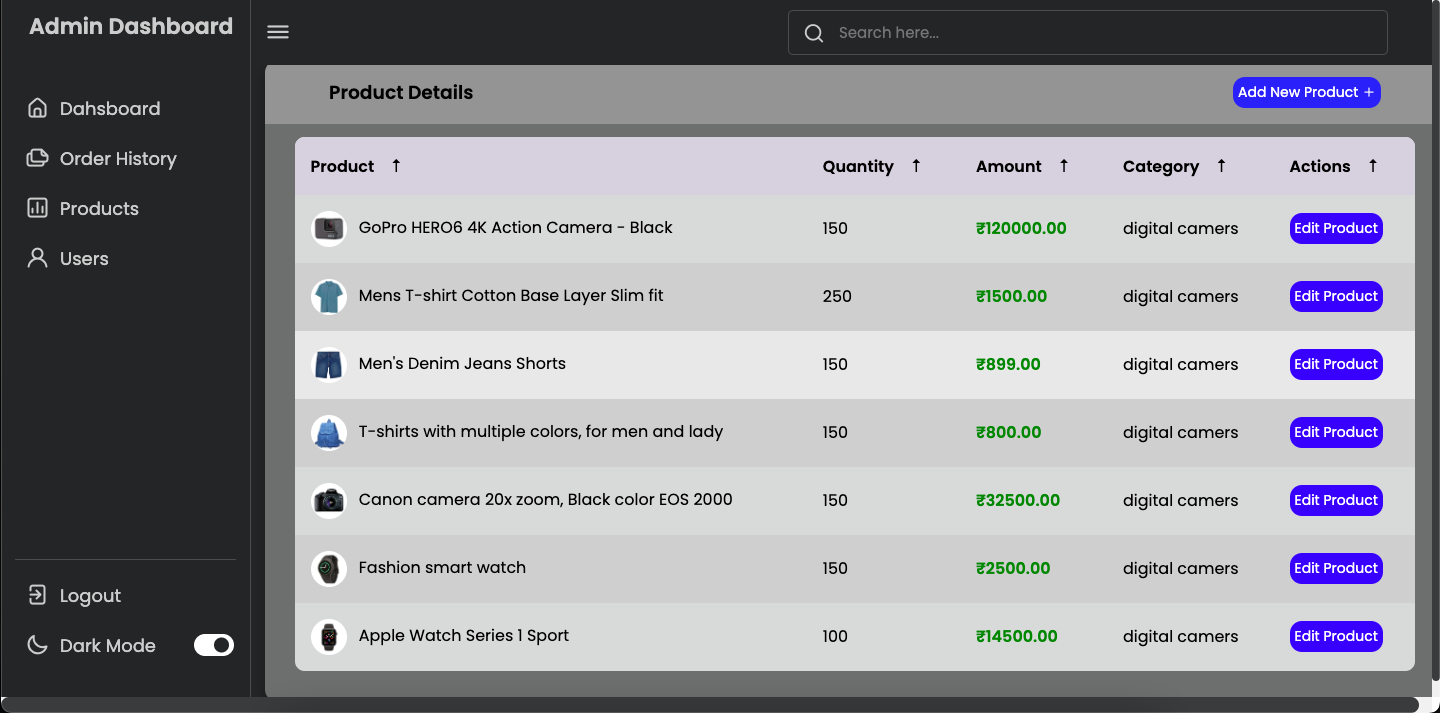 Admin Dashboard
Search here...
Dahsboard
Order History
Products
Users
Logout
Dark Mode
Product Details
Add New Product +
Product ↑ Quantity ↑ Amount ↑ Category ↑ Actions ↑
GoPro HERO6 4K Action Camera - Black 150 ₹120000.00 digital camers Edit Product
Mens T-shirt Cotton Base Layer Slim fit 250 ₹1500.00 digital camers Edit Product
Men's Denim Jeans Shorts 150 ₹899.00 digital camers Edit Product
T-shirts with multiple colors, for men and lady 150 ₹800.00 digital camers Edit Product
Canon camera 20x zoom, Black color EOS 2000 150 ₹32500.00 digital camers Edit Product
Fashion smart watch 150 ₹2500.00 digital camers Edit Product
Apple Watch Series 1 Sport 100 ₹14500.00 digital camers Edit Product